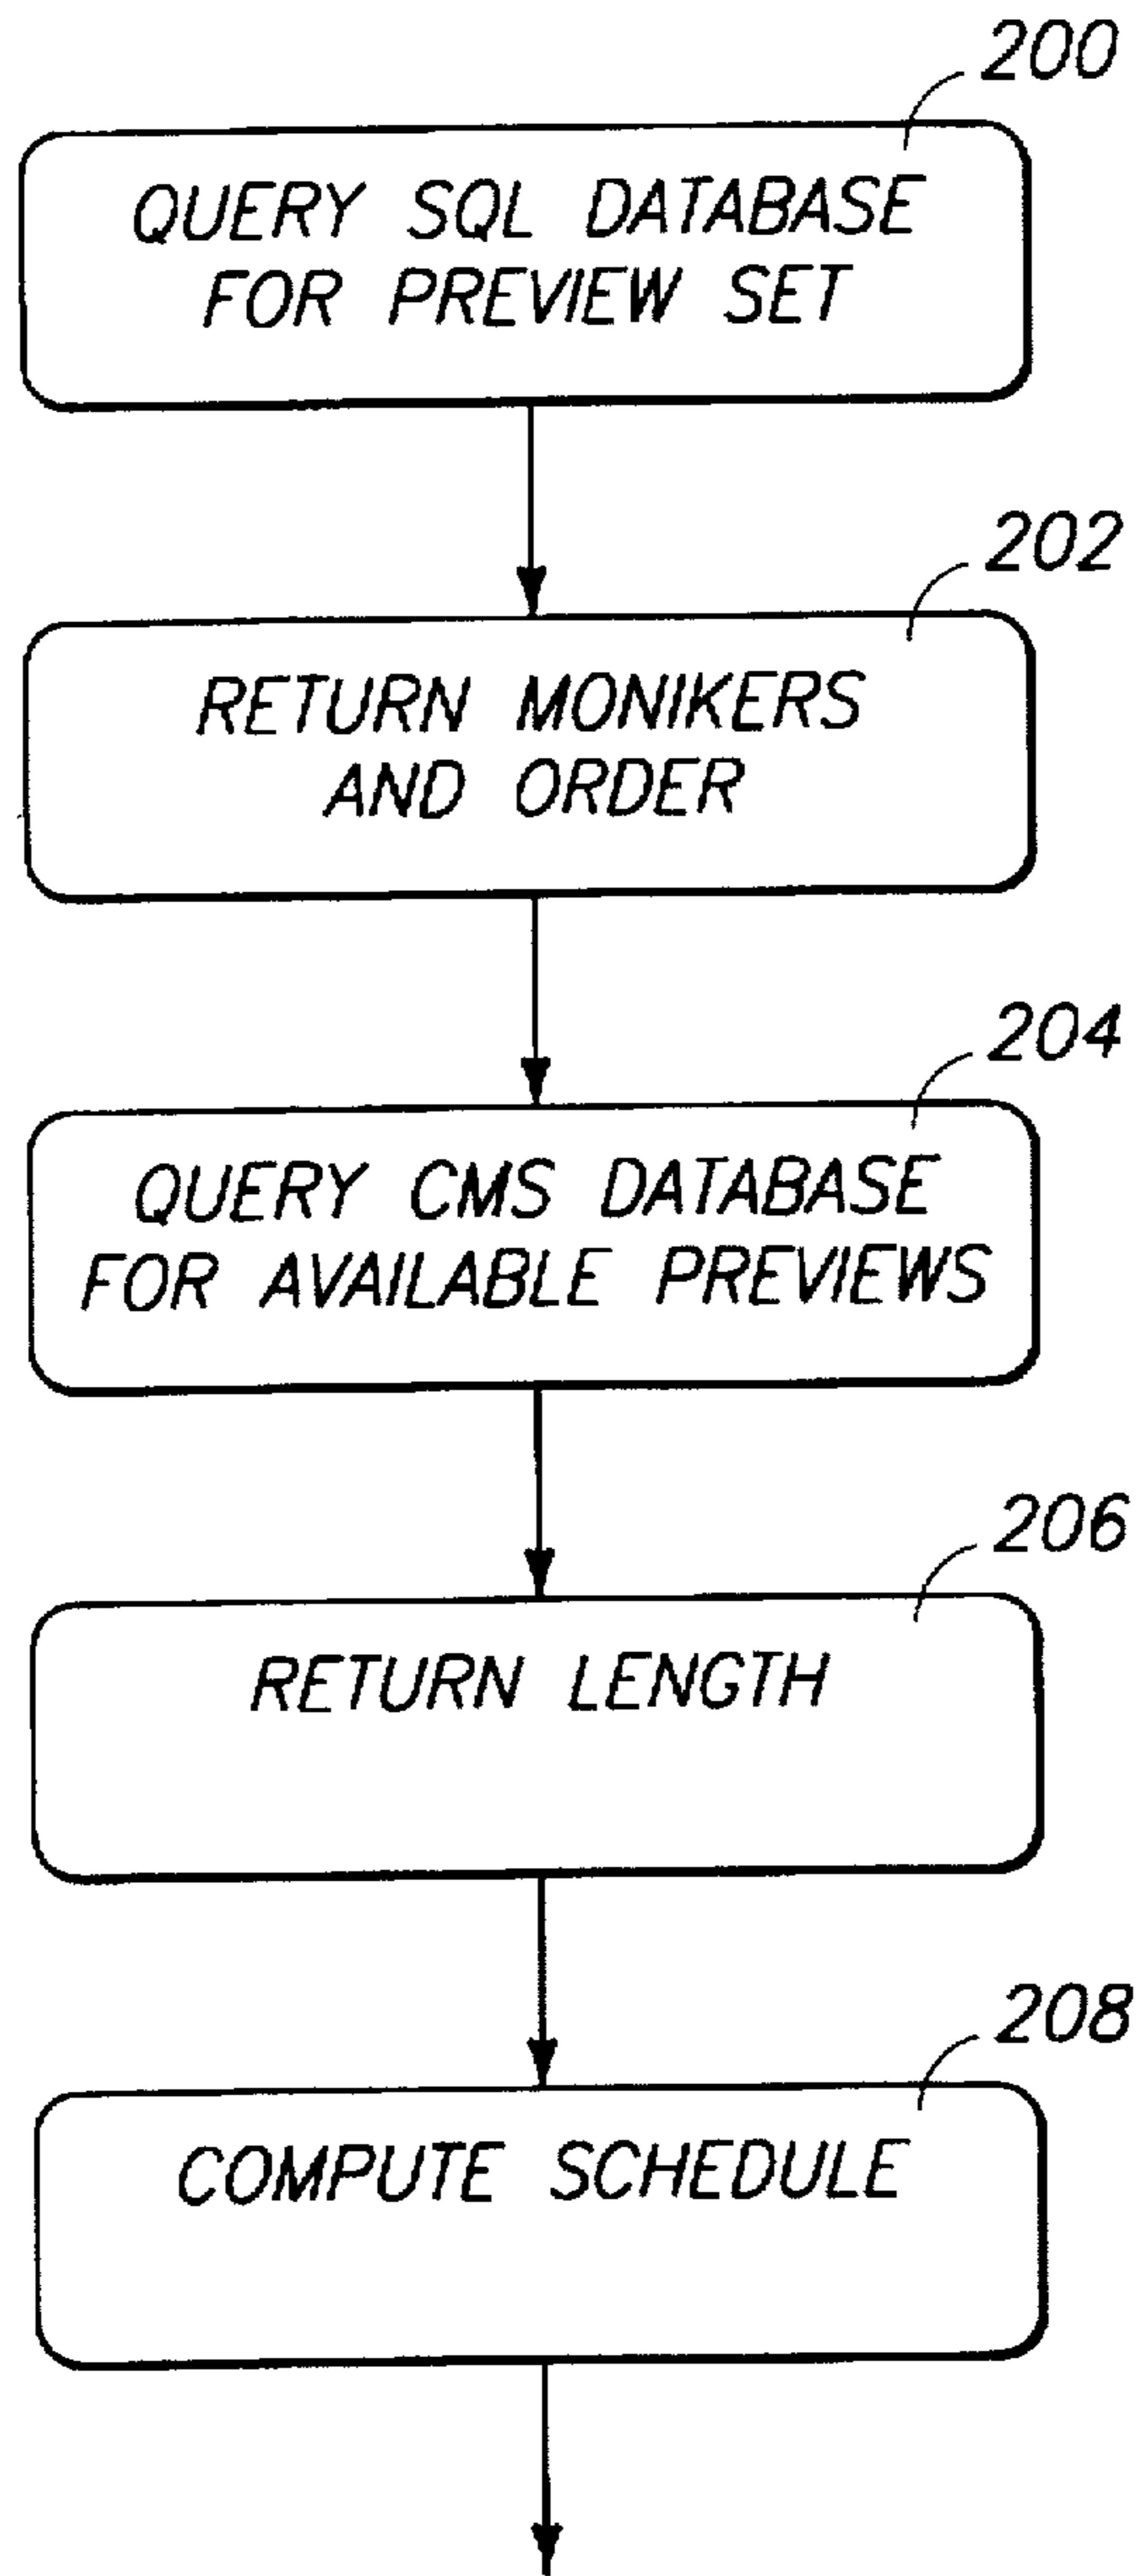 200
QUERY SQL DATABASE
FOR PREVIEW SET
202
RETURN MONIKERS
AND ORDER
204
QUERY CMS DATABASE
FOR AVAILABLE PREVIEWS
206
RETURN LENGTH
208
COMPUTE SCHEDULE